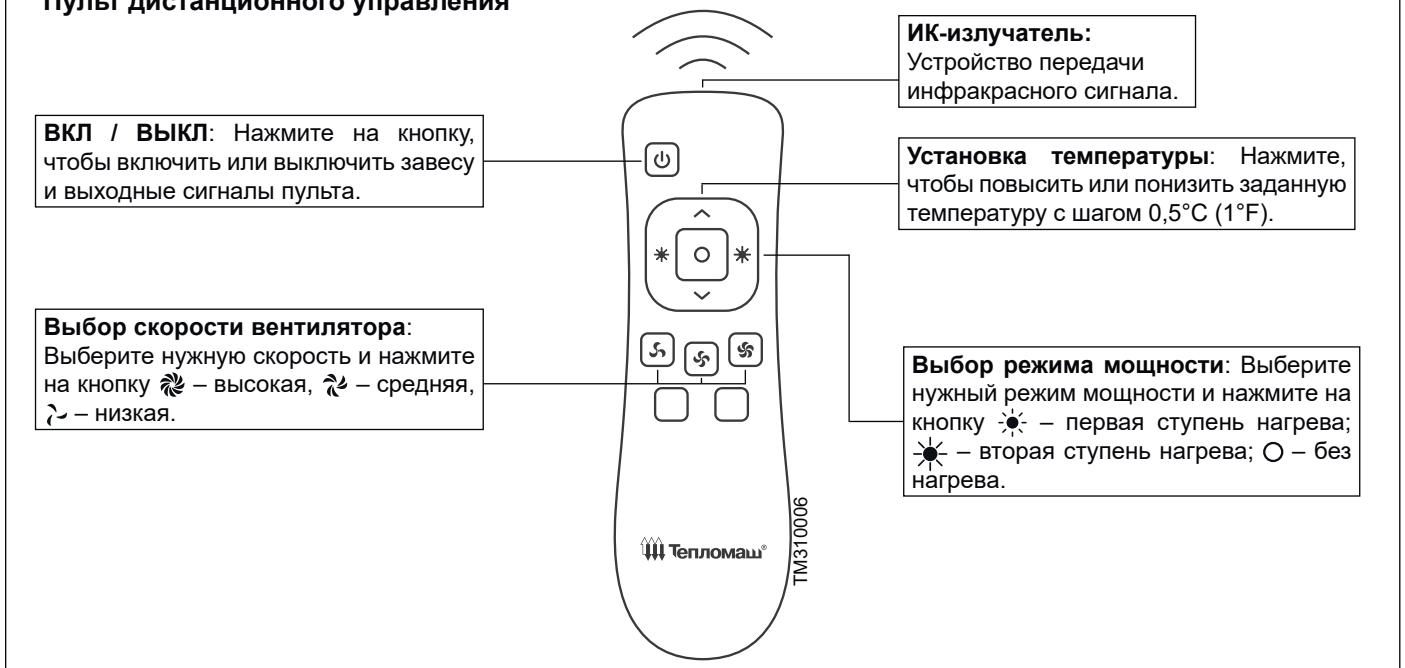 Пульт дистанционного управления
ИК-излучатель:
Устройство передачи
инфракрасного сигнала.
ВКЛ / ВЫКЛ: Нажмите на кнопку,
чтобы включить или выключить завесу
и выходные сигналы пульта.
Установка температуры: Нажмите,
чтобы повысить или понизить заданную
температуру с шагом 0,5°C (1°F).
Выбор скорости вентилятора:
Выберите нужную скорость и нажмите
на кнопку – высокая, – средняя,
– низкая.
Выбор режима мощности: Выберите
нужный режим мощности и нажмите на
кнопку – первая ступень нагрева;
– вторая ступень нагрева; – без
нагрева.
Тепломаш®
TM310006